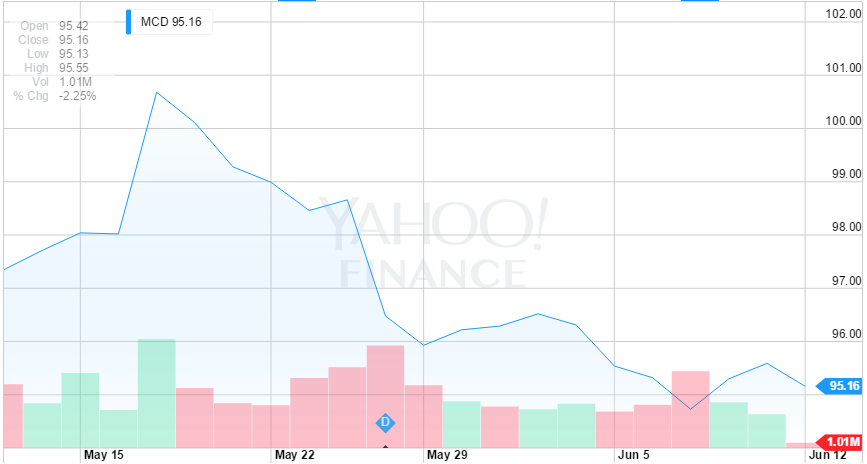 MCD 95.16
Open 95.42
Close 95.16
Low 95.13
High 95.55
Vol 1.01M
% Chg -2.25%
102.00
101.00
100.00
99.00
98.00
97.00
96.00
95.16
1.01M
YAHOO!
FINANCE
D
May 15
May 22
May 29
Jun 5
Jun 12